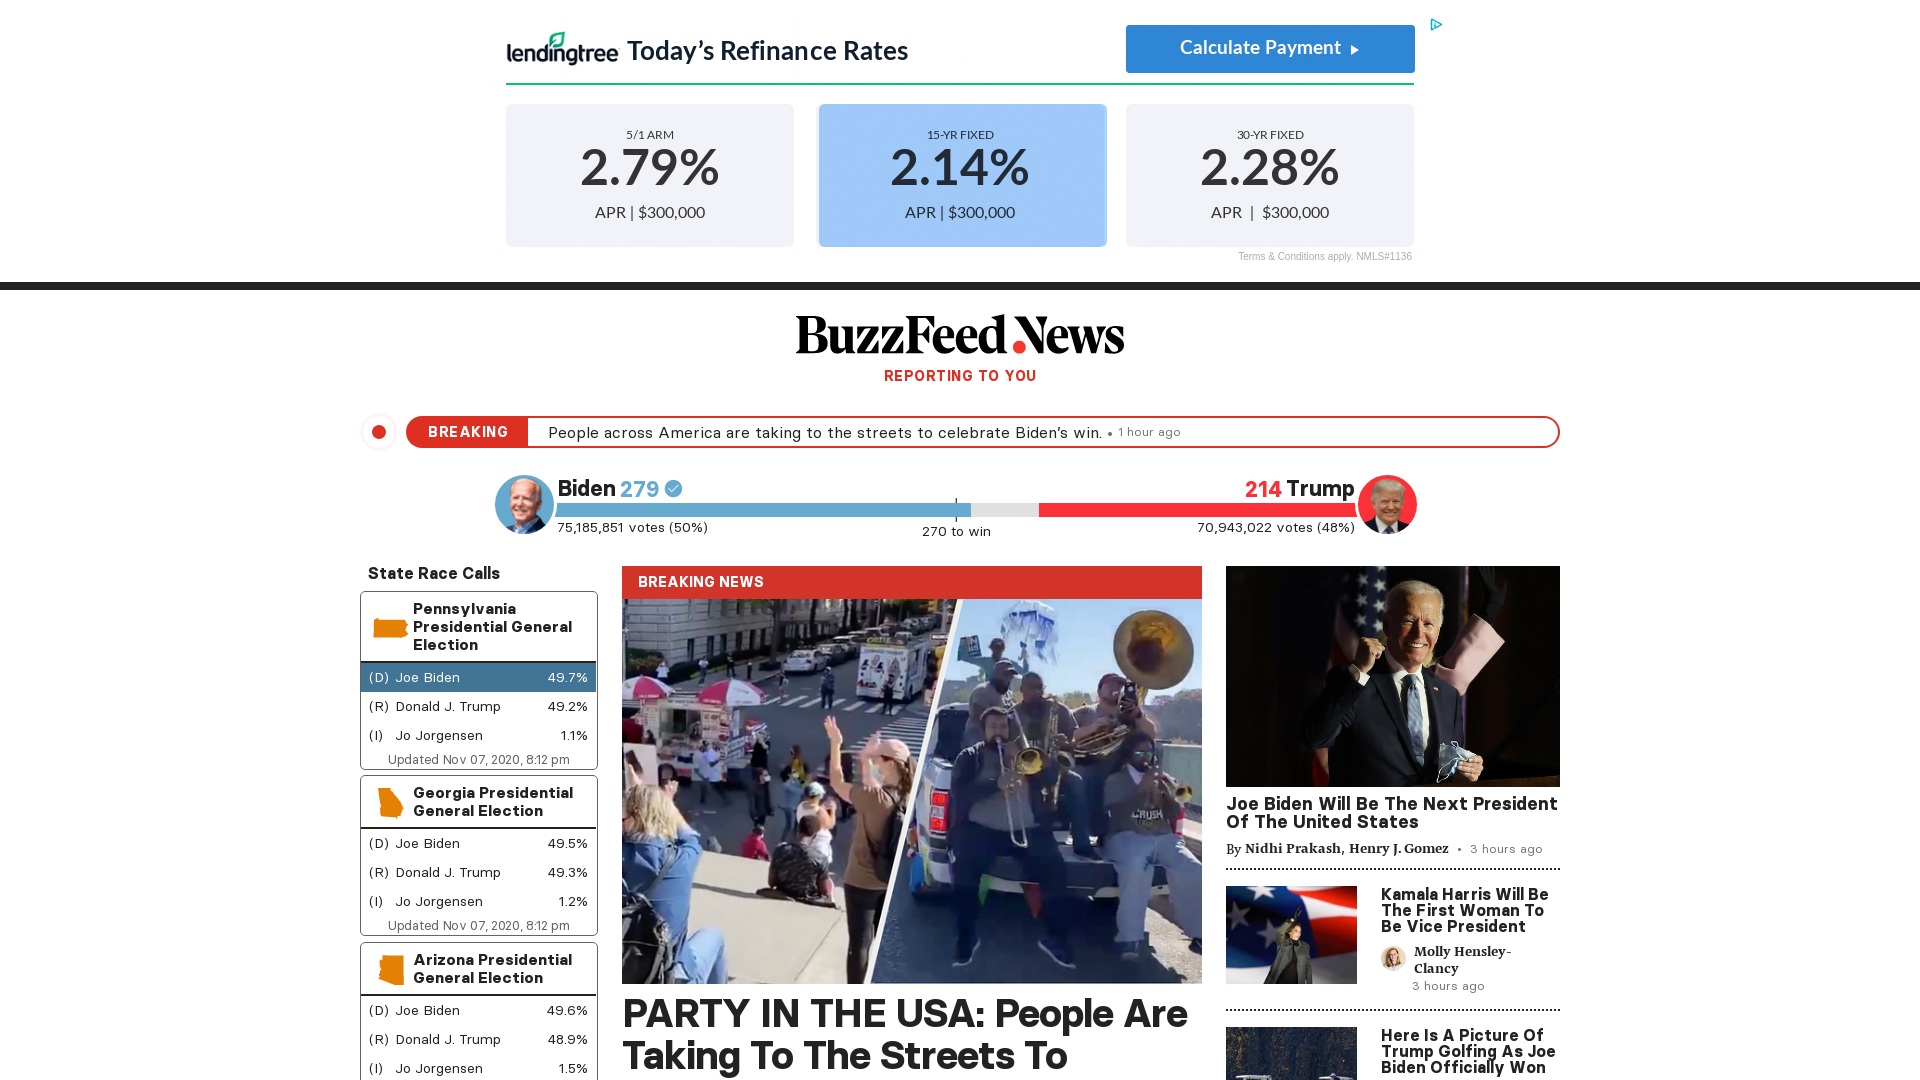 lendingtree Today’s Refinance Rates
Calculate Payment
5/1 ARM
2.79%
APR | $300,000
15-YR FIXED
2.14%
APR | $300,000
30-YR FIXED
2.28%
APR | $300,000
Terms & Conditions apply. NMLS#1136
BuzzFeed News
REPORTING TO YOU
BREAKING People across America are taking to the streets to celebrate Biden’s win. • 1 hour ago
Biden 279
214 Trump
75,185,851 votes (50%)
270 to win
70,943,022 votes (48%)
State Race Calls
Pennsylvania
Presidential General
Election
(D) Joe Biden 49.7%
(R) Donald J. Trump 49.2%
(I) Jo Jorgensen 1.1%
Updated Nov 07, 2020, 8:12 pm
Georgia Presidential
General Election
(D) Joe Biden 49.5%
(R) Donald J. Trump 49.3%
(I) Jo Jorgensen 1.2%
Updated Nov 07, 2020, 8:12 pm
Arizona Presidential
General Election
(D) Joe Biden 49.6%
(R) Donald J. Trump 48.9%
(I) Jo Jorgensen 1.5%
BREAKING NEWS
PARTY IN THE USA: People Are
Taking To The Streets To
Joe Biden Will Be The Next President
Of The United States
By Nidhi Prakash, Henry J. Gomez • 3 hours ago
Kamala Harris Will Be
The First Woman To
Be Vice President
Molly Hensley-
Clancy
3 hours ago
Here Is A Picture Of
Trump Golfing As Joe
Biden Officially Won